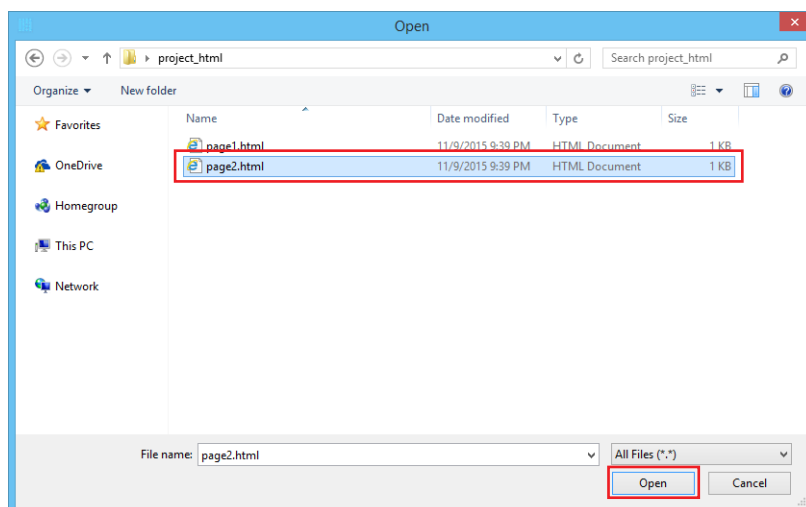 Open
project_html
Search project_html
Organize
New folder
Name
Date modified
Type
Size
Favorites
OneDrive
Homegroup
This PC
Network
page1.html 11/9/2015 9:39 PM HTML Document 1 KB
page2.html 11/9/2015 9:39 PM HTML Document 1 KB
File name: page2.html
All Files (*.*)
Open
Cancel